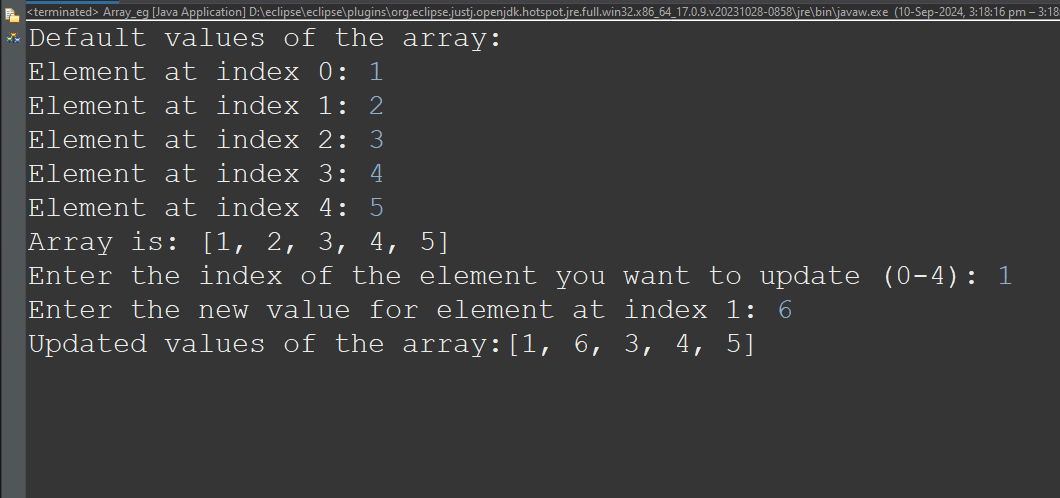 <terminated> Array_eg [Java Application] D:\eclipse\eclipse\plugins\org.eclipse.justj.openjdk.hotspot.jre.full.win32.x86_64_17.0.9.v20231028-0858\jre\bin\javaw.exe (10-Sep-2024, 3:18:16 pm – 3:18
Default values of the array:
Element at index 0: 1
Element at index 1: 2
Element at index 2: 3
Element at index 3: 4
Element at index 4: 5
Array is: [1, 2, 3, 4, 5]
Enter the index of the element you want to update (0-4): 1
Enter the new value for element at index 1: 6
Updated values of the array:[1, 6, 3, 4, 5]